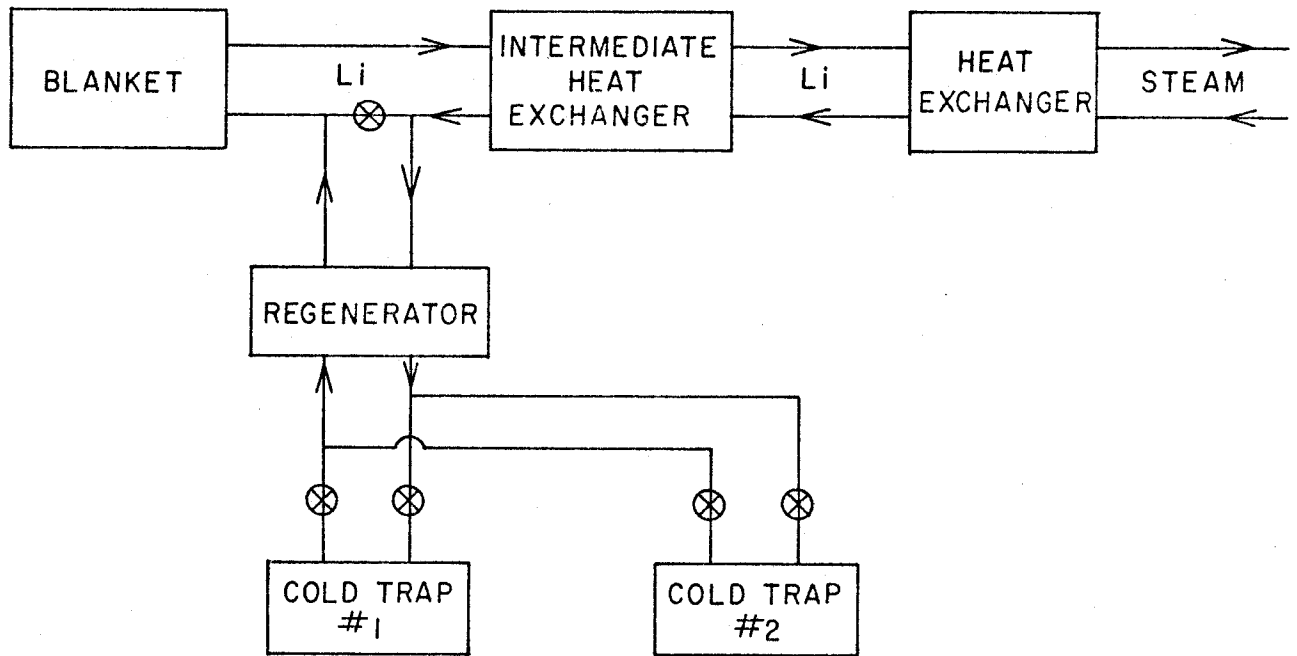 BLANKET
Li
INTERMEDIATE
HEAT
EXCHANGER
Li
HEAT
EXCHANGER
STEAM
REGENERATOR
COLD TRAP
#1
COLD TRAP
#2